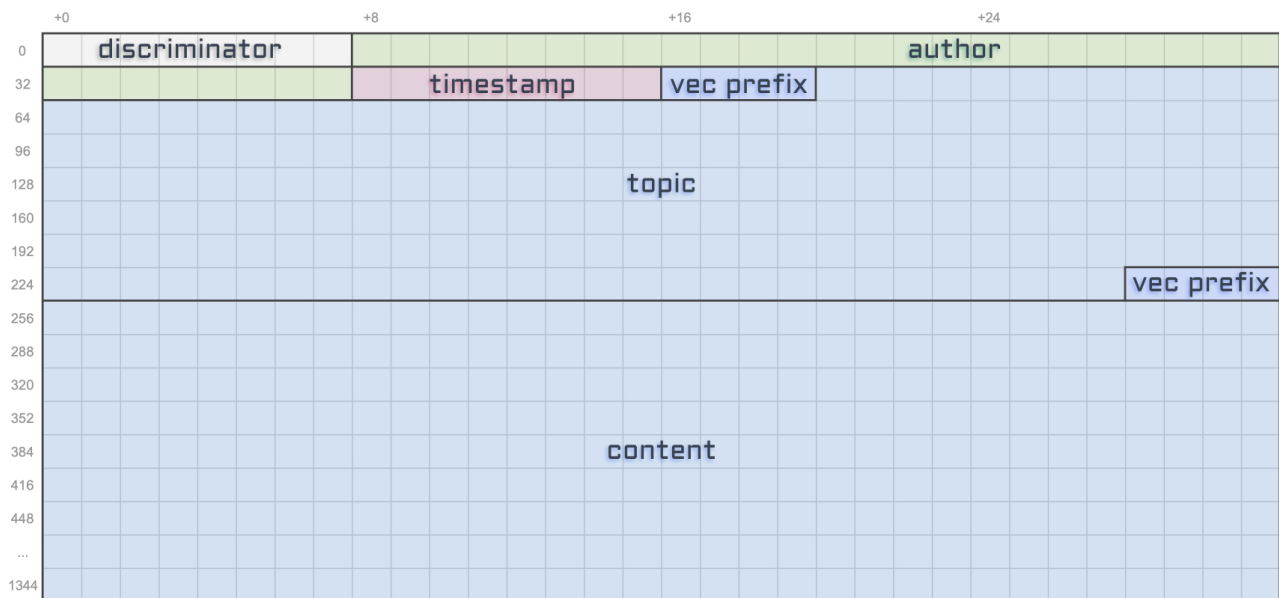 +0 +8 +16 +24
0 discriminator author
32 timestamp vec prefix
64
96
128 topic
160
192
224 vec prefix
256
288
320
352
384 content
416
448
...
1344